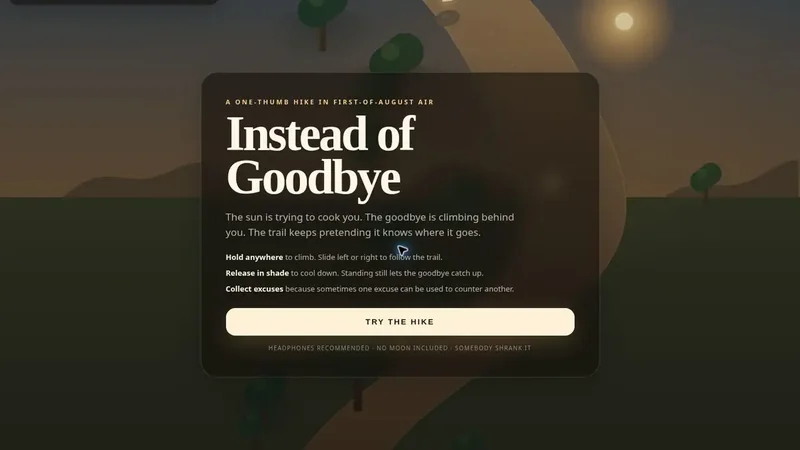 A ONE-THUMB HIKE IN FIRST-OF-AUGUST AIR
Instead of
Goodbye
The sun is trying to cook you. The goodbye is climbing behind
you. The trail keeps pretending it knows where it goes.
Hold anywhere to climb. Slide left or right to follow the trail.
Release in shade to cool down. Standing still lets the goodbye catch up.
Collect excuses because sometimes one excuse can be used to counter another.
TRY THE HIKE
HEADPHONES RECOMMENDED · NO MOON INCLUDED · SOMEBODY SHRANK IT